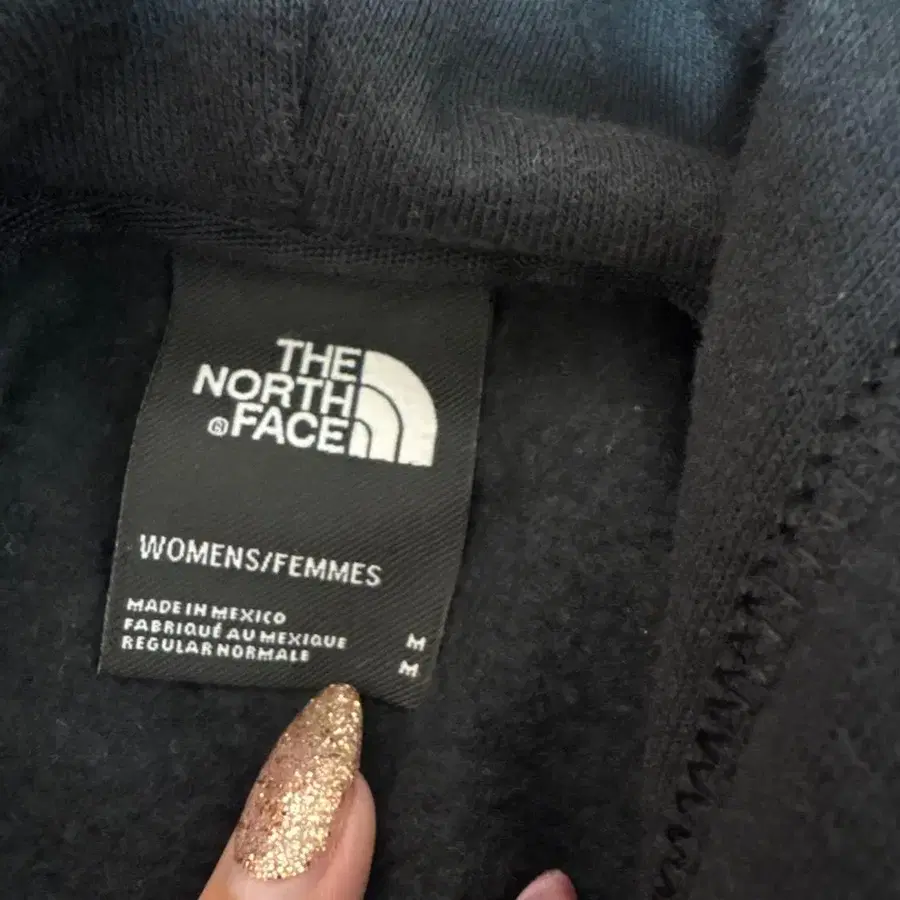 THE
NORTH
FACE
WOMENS/FEMMES
MADE IN MEXICO
FABRIQUÉ AU MEXIQUE M
REGULAR NORMALE M